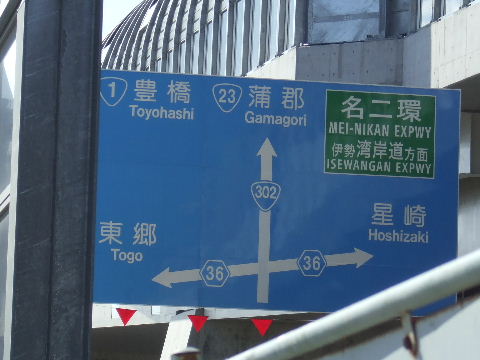 1 豊橋 23 蒲郡
Toyohashi Gamagori
名二環
MEI-NIKAN EXPWY
伊勢湾岸道方面
ISEWANGAN EXPWY
302
東郷
Togo
星崎
Hoshizaki
36 36